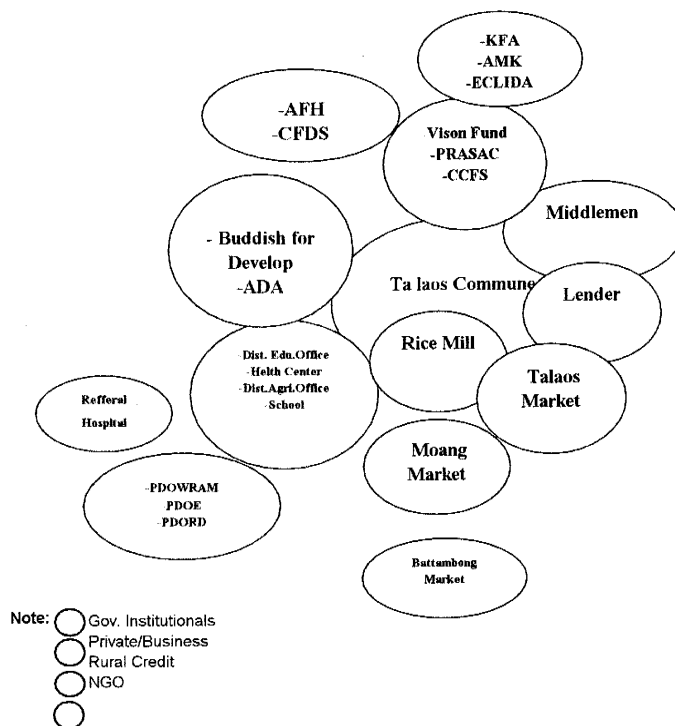 -KFA
-AMK
-ECLIDA
-AFH
-CFDS
Vison Fund
-PRASAC
-CCFS
Middlemen
- Buddish for
Develop
-ADA
Ta laos Commune
Lender
Rice Mill
-Dist. Edu.Office
-Helth Center
-Dist.Agri.Office
-School
Talaos
Market
Refferal
Hospital
Moang
Market
-PDOWRAM
-PDOE
-PDORD
Battambong
Market
Note:
Gov. Institutionals
Private/Business
Rural Credit
NGO